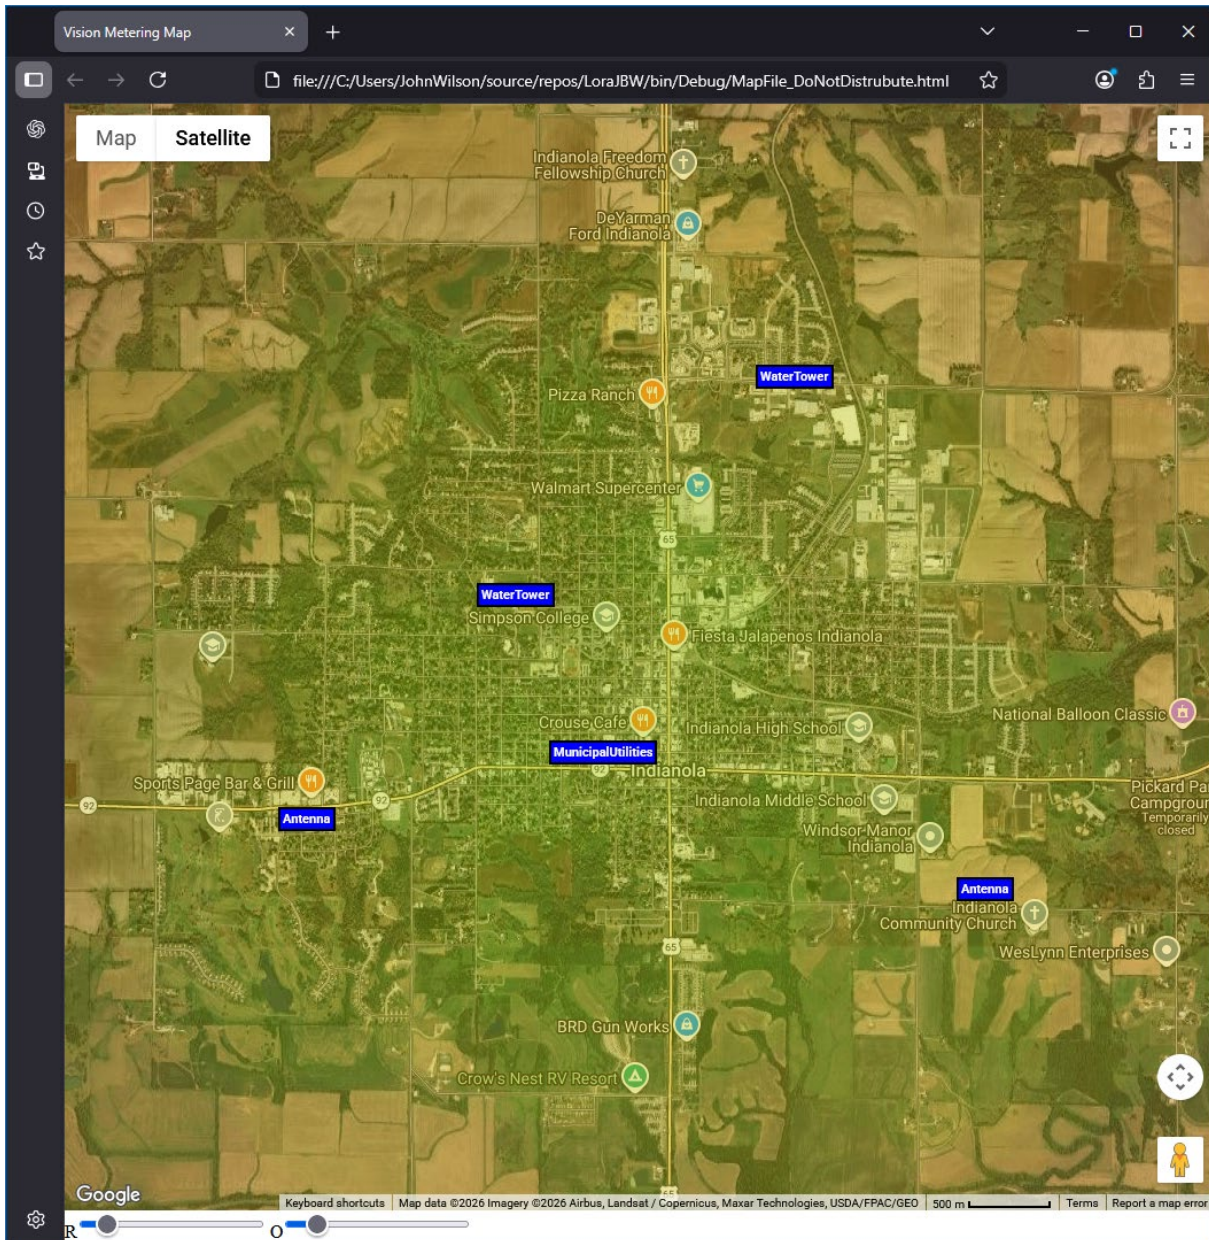 Vision Metering Map
file:///C:/Users/JohnWilson/source/repos/LoraJBW/bin/Debug/MapFile_DoNotDistrubute.html
Map
Satellite
Indianola Freedom
Fellowship Church
DeYarman
Ford Indianola
WaterTower
Pizza Ranch
Walmart Supercenter
65
WaterTower
Simpson College
Fiesta Jalapenos Indianola
National Balloon Classic
Crouse Cafe
Indianola High School
MunicipalUtilities
92
Indianola
Sports Page Bar & Grill
92
92
Pickard Par
Campgroun
Temporarily
closed
Indianola Middle School
Antenna
Windsor Manor
Indianola
Antenna
Indianola
Community Church
65
WesLynn Enterprises
BRD Gun Works
Crow's Nest RV Resort
65
Google
Keyboard shortcuts
Map data ©2026 Imagery ©2026 Airbus, Landsat / Copernicus, Maxar Technologies, USDA/FPAC/GEO
500 m
Terms
Report a map error
R
O